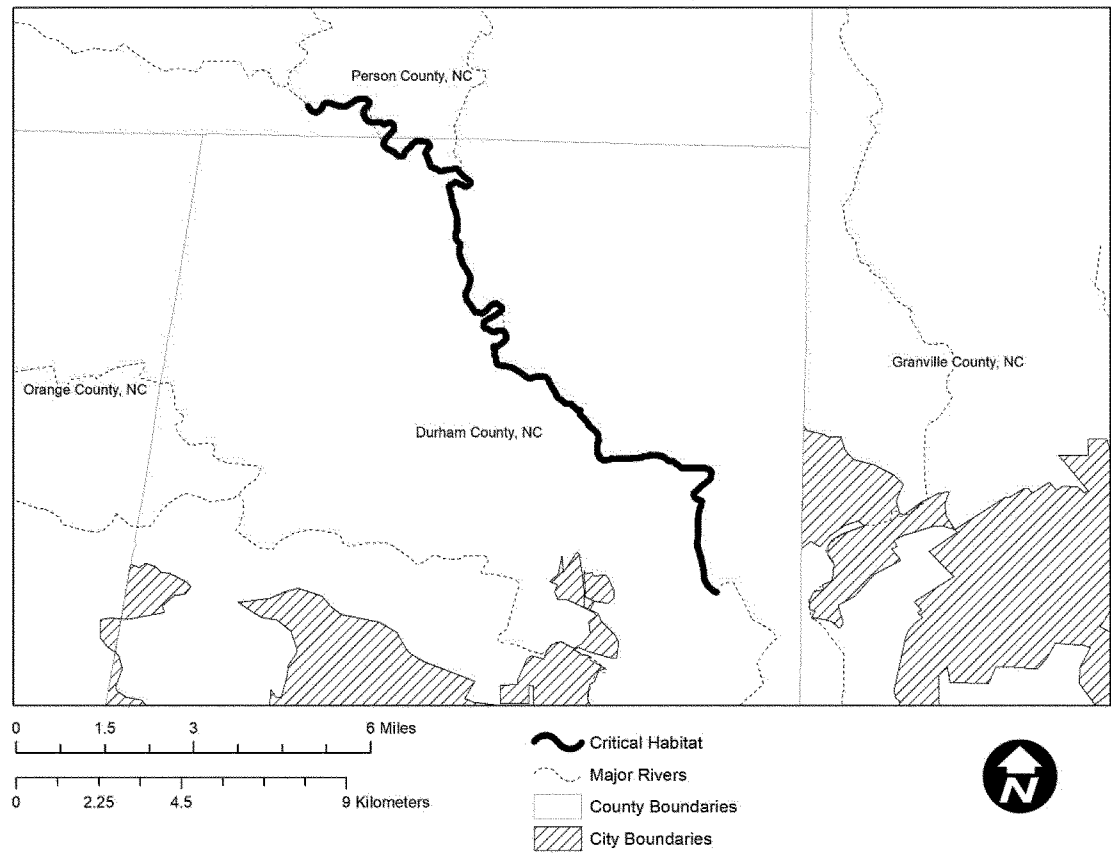 Person County, NC
Granville County, NC
Orange County, NC
Durham County, NC
0 1.5 3 6 Miles
0 2.25 4.5 9 Kilometers
Critical Habitat
Major Rivers
County Boundaries
City Boundaries
N